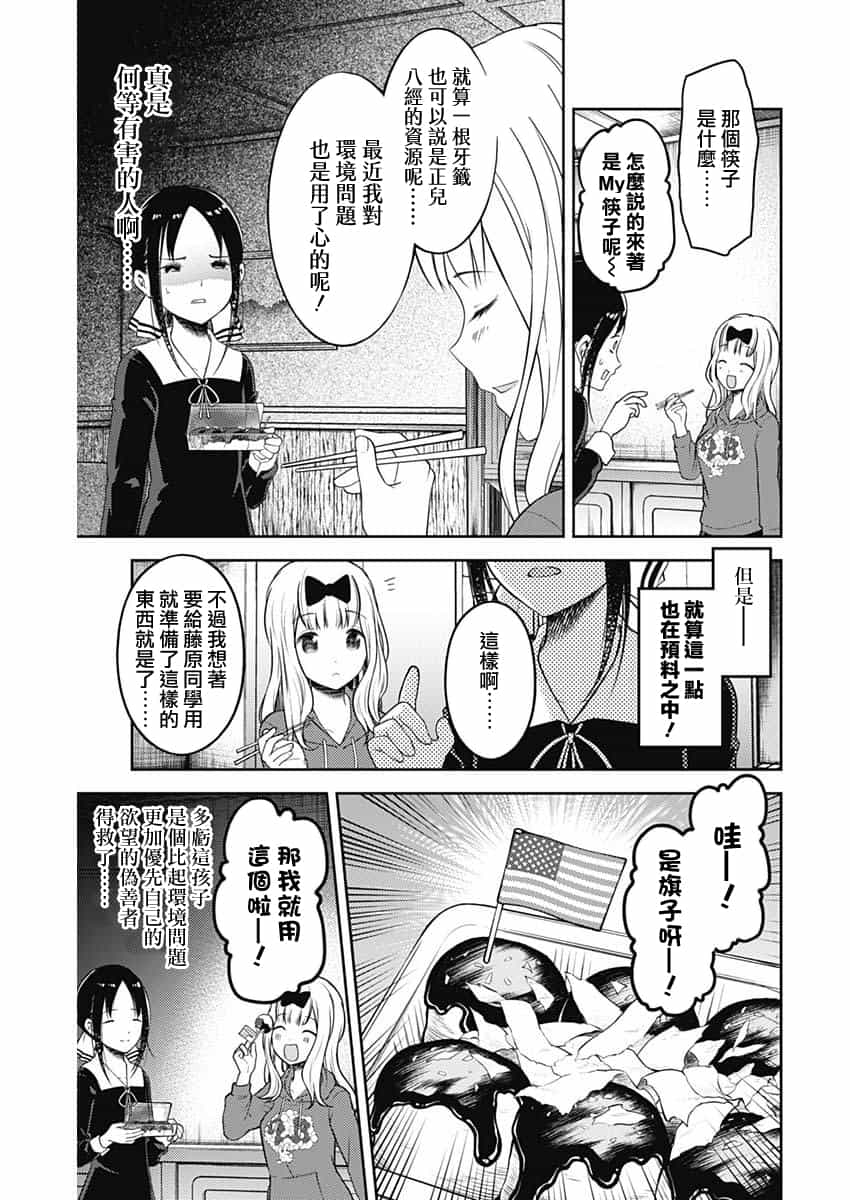 那個筷子
是什麼……
怎麼說的來著
是My筷子呢～
就算一根牙籤
也可以說是正兒
八經的資源呢……
最近我對
環境問題
也是用了心的呢！
真是
何等有害的人啊……
但是──
就算這一點
也在預料之中！
這樣啊……
不過我想著
要給藤原同學用
就準備了這樣的
東西就是了……
哇─！
是旗子呀─！
那我就用
這個啦─！
多虧這孩子
是個比起環境問題
更加優先自己的
欲望的偽善者
得救了……